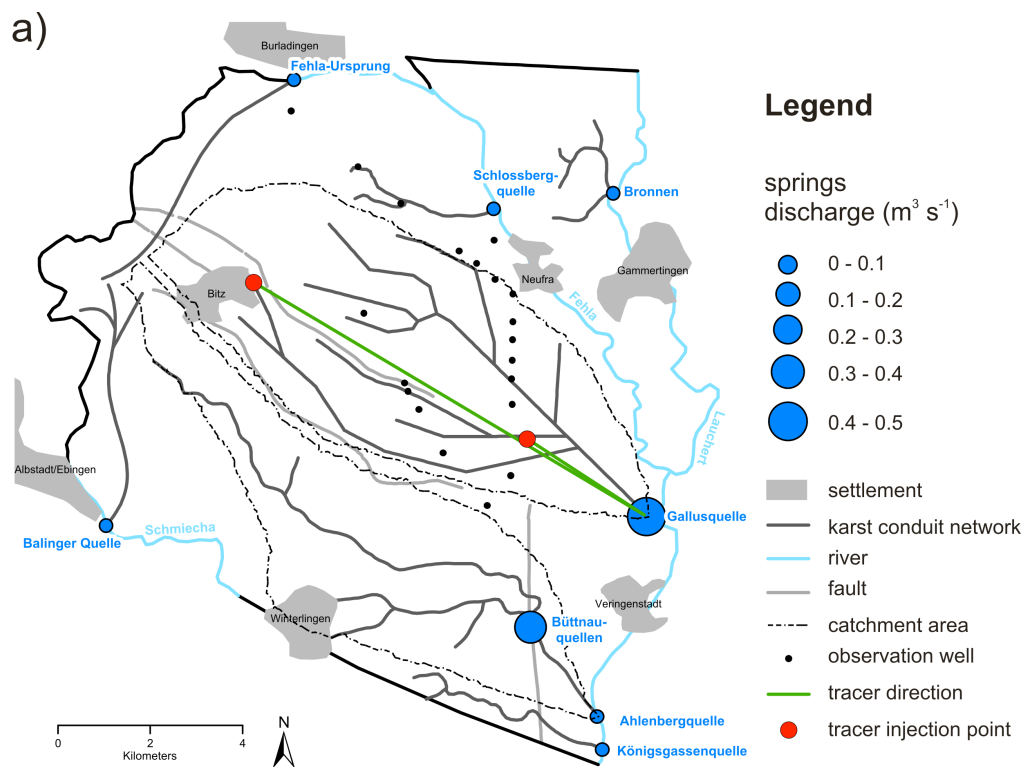 a)
Burladingen
Fehla-Ursprung
Schlossberg-
quelle
Bronnen
Neufra
Gammertingen
Bitz
Fehla
Lauchert
Albstadt/Ebingen
Gallusquelle
Balinger Quelle
Schmiecha
Winterlingen
Büttnau-
quellen
Veringenstadt
Ahlenbergquelle
Königsgassenquelle
0 2 4
Kilometers
N
Legend
springs
discharge (m³ s⁻¹)
0 - 0.1
0.1 - 0.2
0.2 - 0.3
0.3 - 0.4
0.4 - 0.5
settlement
karst conduit network
river
fault
catchment area
observation well
tracer direction
tracer injection point